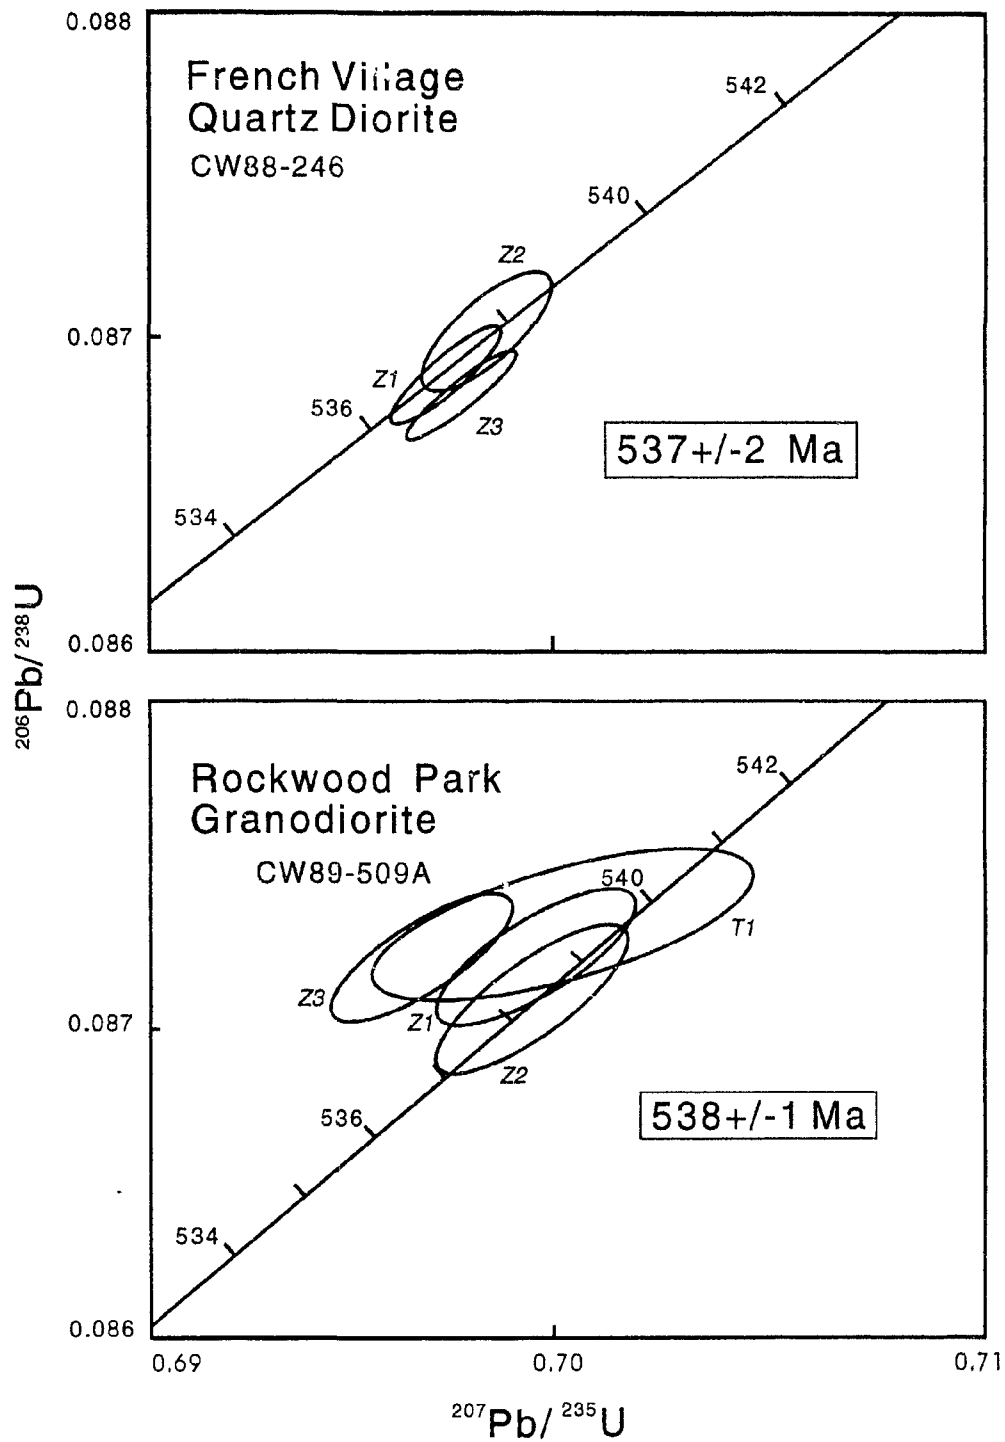 0.088
French Village
Quartz Diorite
CW88-246
542
540
Z2
0.087
Z1
536
Z3
537+/-2 Ma
534
0.086
206Pb/238U
0.088
Rockwood Park
Granodiorite
CW89-509A
542
540
T1
Z3
Z1
0.087
Z2
536
538+/-1 Ma
534
0.086
0.69 0.70 0.71
207Pb/ 235U